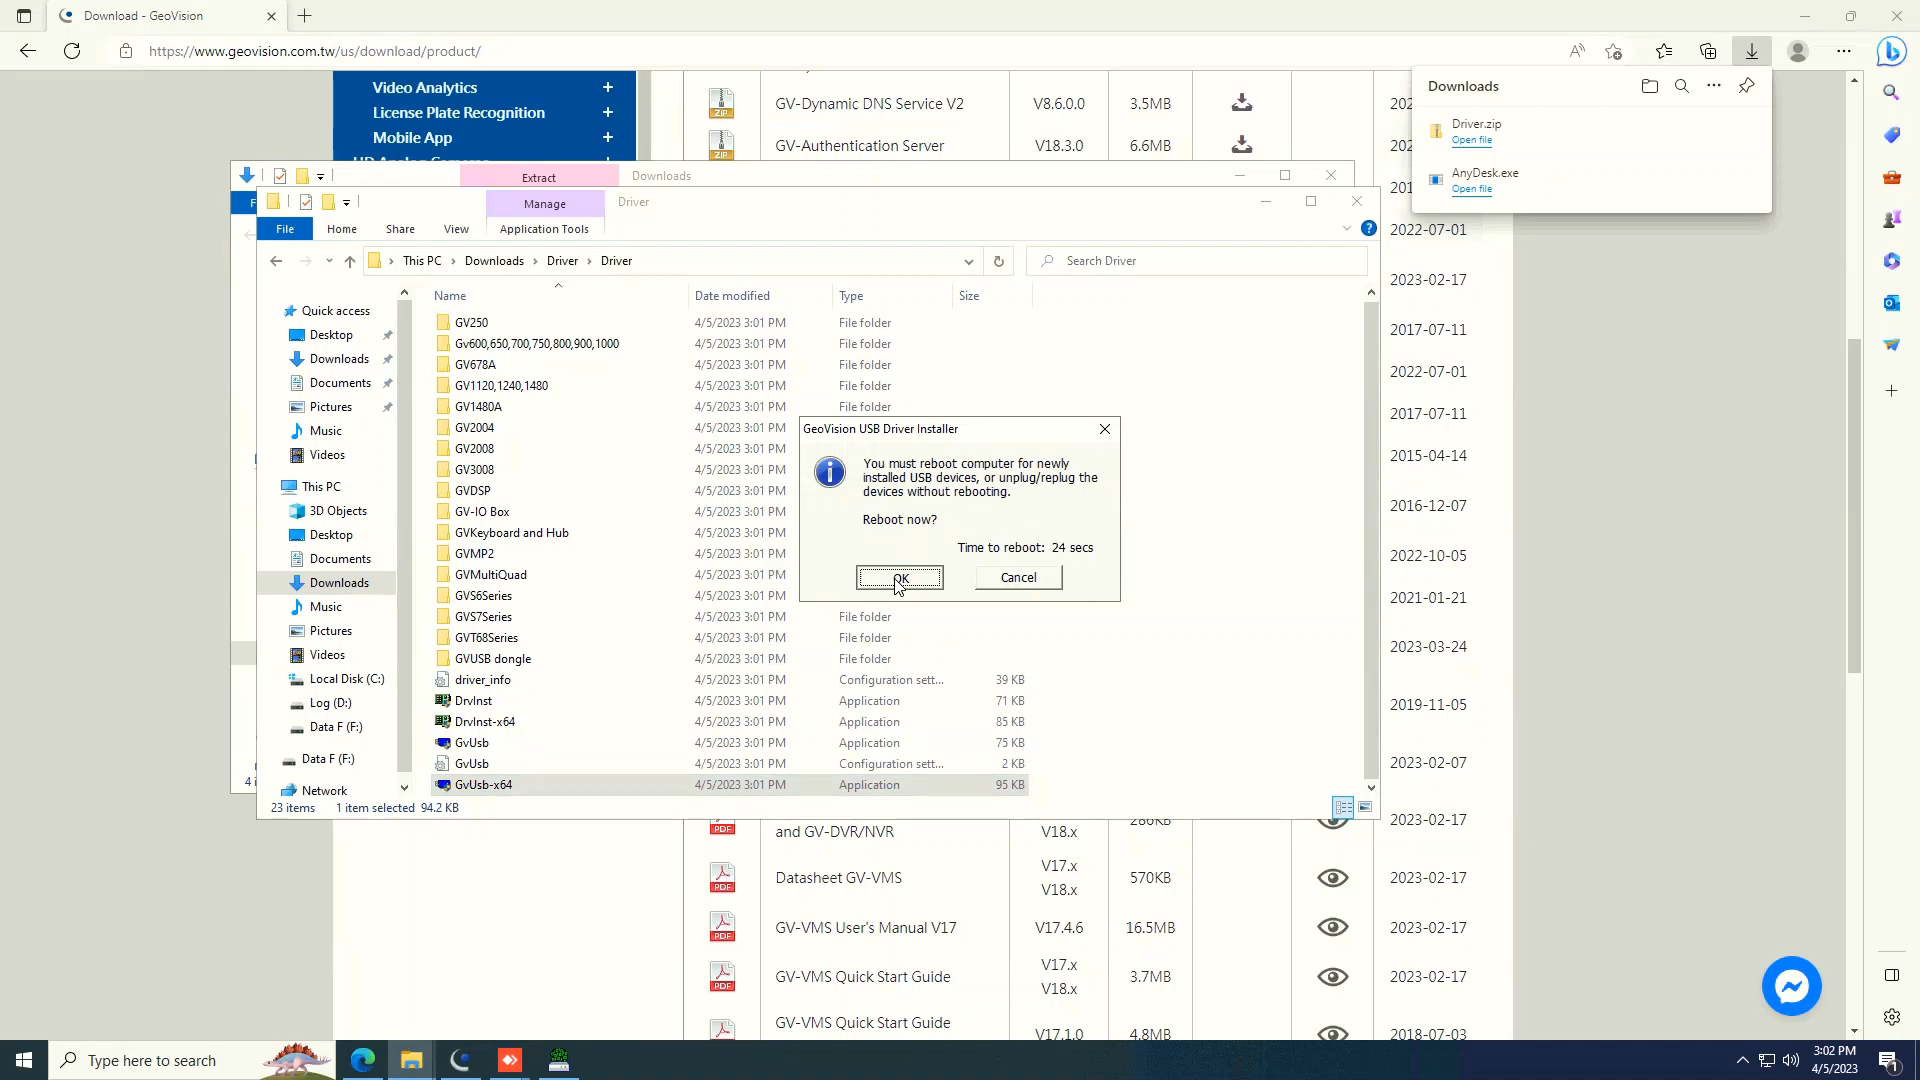 Download - GeoVision
https://www.geovision.com.tw/us/download/product/
Video Analytics +
License Plate Recognition +
Mobile App +
GV-Dynamic DNS Service V2 V8.6.0.0 3.5MB
GV-Authentication Server V18.3.0 6.6MB
Downloads
Driver.zip
Open file
AnyDesk.exe
Open file
Extract Downloads
Manage Driver
File Home Share View Application Tools
This PC > Downloads > Driver > Driver
Search Driver
Name Date modified Type Size
Quick access
Desktop
Downloads
Documents
Pictures
Music
Videos
This PC
3D Objects
Desktop
Documents
Downloads
Music
Pictures
Videos
Local Disk (C:)
Log (D:)
Data F (F:)
Data F (F:)
Network
GV250 4/5/2023 3:01 PM File folder
Gv600,650,700,750,800,900,1000 4/5/2023 3:01 PM File folder
GV678A 4/5/2023 3:01 PM File folder
GV1120,1240,1480 4/5/2023 3:01 PM File folder
GV1480A 4/5/2023 3:01 PM File folder
GV2004 4/5/2023 3:01 PM
GV2008 4/5/2023 3:01 PM
GV3008 4/5/2023 3:01 PM
GVDSP 4/5/2023 3:01 PM
GV-IO Box 4/5/2023 3:01 PM
GVKeyboard and Hub 4/5/2023 3:01 PM
GVMP2 4/5/2023 3:01 PM
GVMultiQuad 4/5/2023 3:01 PM
GVS6Series 4/5/2023 3:01 PM
GVS7Series 4/5/2023 3:01 PM File folder
GVT68Series 4/5/2023 3:01 PM File folder
GVUSB dongle 4/5/2023 3:01 PM File folder
driver_info 4/5/2023 3:01 PM Configuration sett... 39 KB
DrvInst 4/5/2023 3:01 PM Application 71 KB
DrvInst-x64 4/5/2023 3:01 PM Application 85 KB
GvUsb 4/5/2023 3:01 PM Application 75 KB
GvUsb 4/5/2023 3:01 PM Configuration sett... 2 KB
GvUsb-x64 4/5/2023 3:01 PM Application 95 KB
23 items 1 item selected 94.2 KB
GeoVision USB Driver Installer
You must reboot computer for newly
installed USB devices, or unplug/replug the
devices without rebooting.
Reboot now?
Time to reboot: 24 secs
OK Cancel
2022-07-01
2023-02-17
2017-07-11
2022-07-01
2017-07-11
2015-04-14
2016-12-07
2022-10-05
2021-01-21
2023-03-24
2019-11-05
2023-02-07
and GV-DVR/NVR V18.x 2023-02-17
Datasheet GV-VMS V17.x V18.x 570KB 2023-02-17
GV-VMS User's Manual V17 V17.4.6 16.5MB 2023-02-17
GV-VMS Quick Start Guide V17.x V18.x 3.7MB 2023-02-17
GV-VMS Quick Start Guide V17.1.0 4.8MB 2018-07-03
Type here to search
3:02 PM
4/5/2023